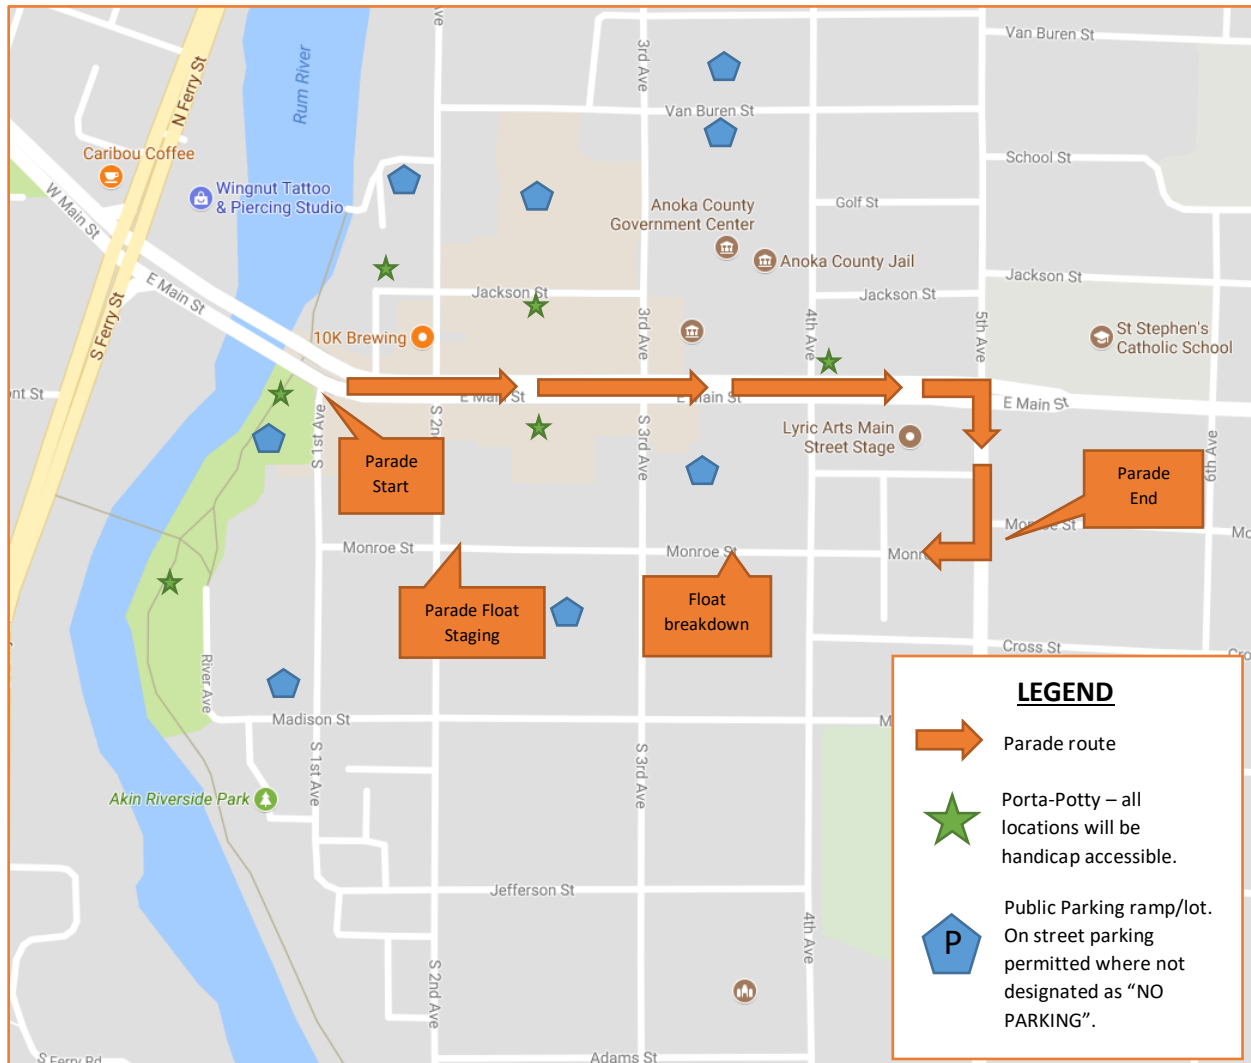 Ave
3rd Ave
Van Buren St
N Ferry St
Rum River
Van Buren St
Caribou Coffee
School St
W Main St
Wingnut Tattoo
& Piercing Studio
Anoka County
Government Center
Golf St
Anoka County Jail
Jackson St
E Main St
Jackson St
Jackson St
S Ferry St
10K Brewing
3rd Ave
4th Ave
5th Ave
St Stephen's
Catholic School
ont St
E Main St
E Main St
E Main St
S 1st Ave
S 2n
S 3rd Ave
Lyric Arts Main
Street Stage
6th Ave
Parade
Start
Parade
End
Monroe St
Monroe St
Monr
Monroe St
Mo
Parade Float
Staging
Float
breakdown
Cross St
Cro
River Ave
Madison St
M
S 1st Ave
S 3rd Ave
Akin Riverside Park
Jefferson St
4th Ave
S 2nd Ave
S Ferry Rd
Adams St
LEGEND
Parade route
Porta-Potty – all
locations will be
handicap accessible.
P
Public Parking ramp/lot.
On street parking
permitted where not
designated as “NO
PARKING”.